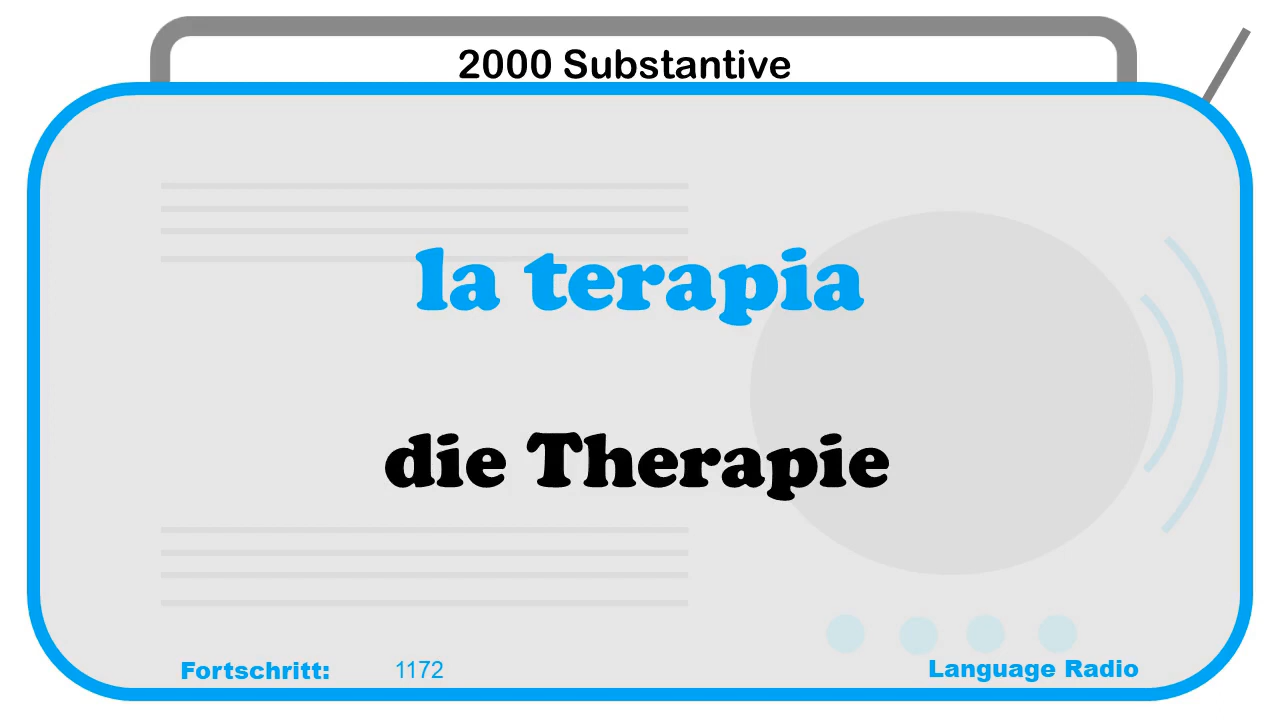 2000 Substantive
la terapia
die Therapie
Fortschritt: 1172
Language Radio